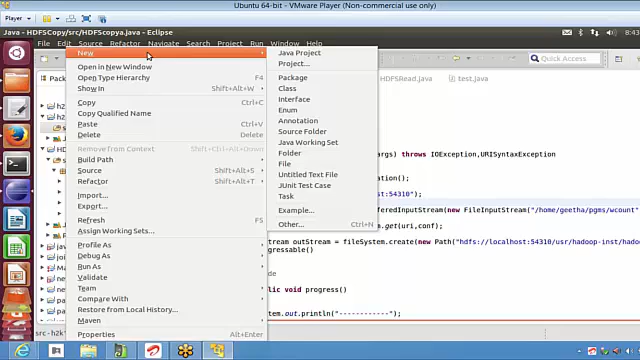 Ubuntu 64-bit - VMware Player (Non-commercial use only)
Player
Java - HDFSCopy/src/HDFScopya.java - Eclipse
8:43
File Edit Source Refactor Navigate Search Project Run Window Help
Quick Access
HDFSRead.java test.java
New
Open in New Window
Open Type Hierarchy F4
Show In Shift+Alt+W
Copy Ctrl+C
Copy Qualified Name
Paste Ctrl+V
Delete Delete
Remove from Context Shift+Ctrl+Alt+Down
Build Path
Source Shift+Alt+S
Refactor Shift+Alt+T
Import...
Export...
Refresh F5
Assign Working Sets...
Profile As
Debug As
Run As
Validate
Team
Compare With
Restore from Local History...
Maven
Properties Alt+Enter
Java Project
Project...
Package
Class
Interface
Enum
Annotation
Source Folder
Java Working Set
Folder
File
Untitled Text File
JUnit Test Case
Task
Example...
Other... Ctrl+N
args) throws IOException,URISyntaxException
ation();
st:54310");
feredInputStream(new FileInputStream("/home/geetha/pgms/wcount"
.get(uri,conf);
tream outStream = fileSystem.create(new Path("hdfs://localhost:54310/usr/hadoop-inst/hado
gressable()
de
lic void progress()
tem.out.println("-----------");